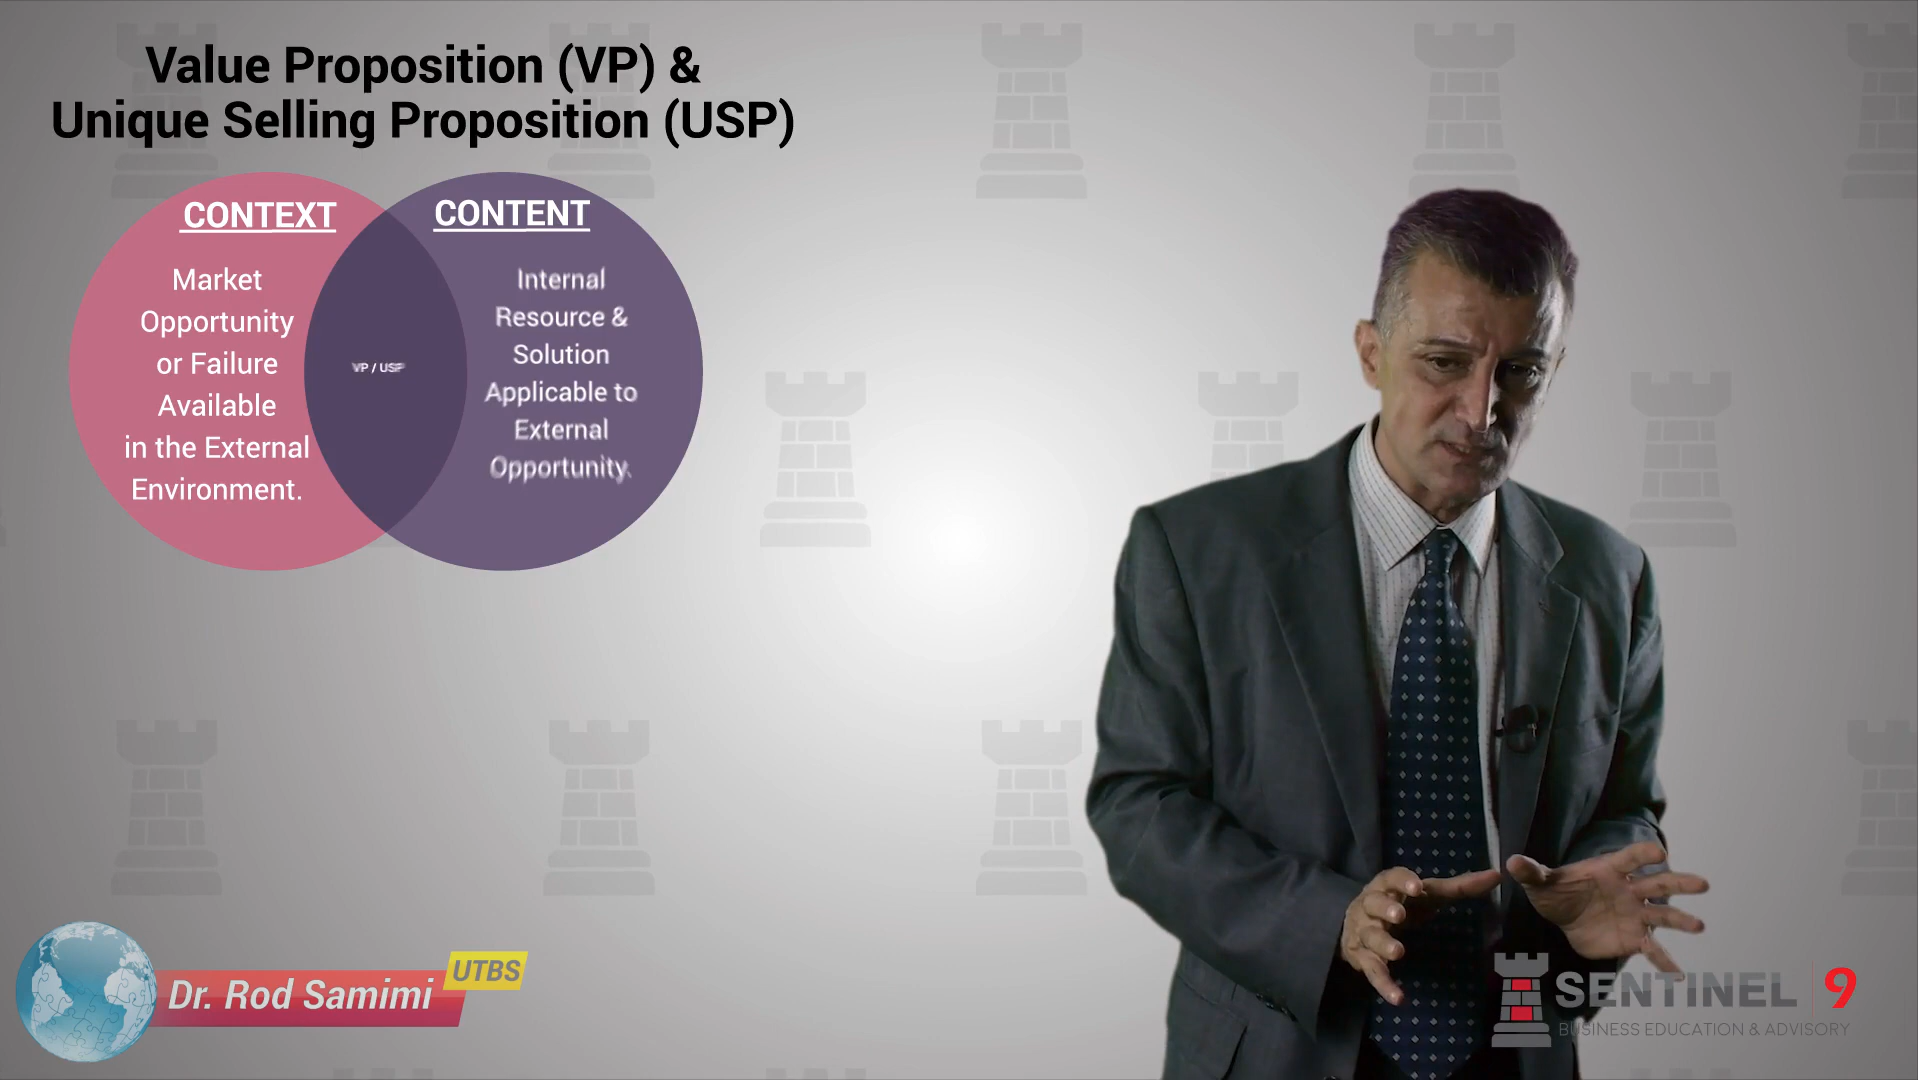 Value Proposition (VP) &
Unique Selling Proposition (USP)
CONTEXT
Market
Opportunity
or Failure
Available
in the External
Environment.
VP / USP
CONTENT
Internal
Resource &
Solution
Applicable to
External
Opportunity.
Dr. Rod Samimi
UTBS
SENTINEL 9
BUSINESS EDUCATION & ADVISORY